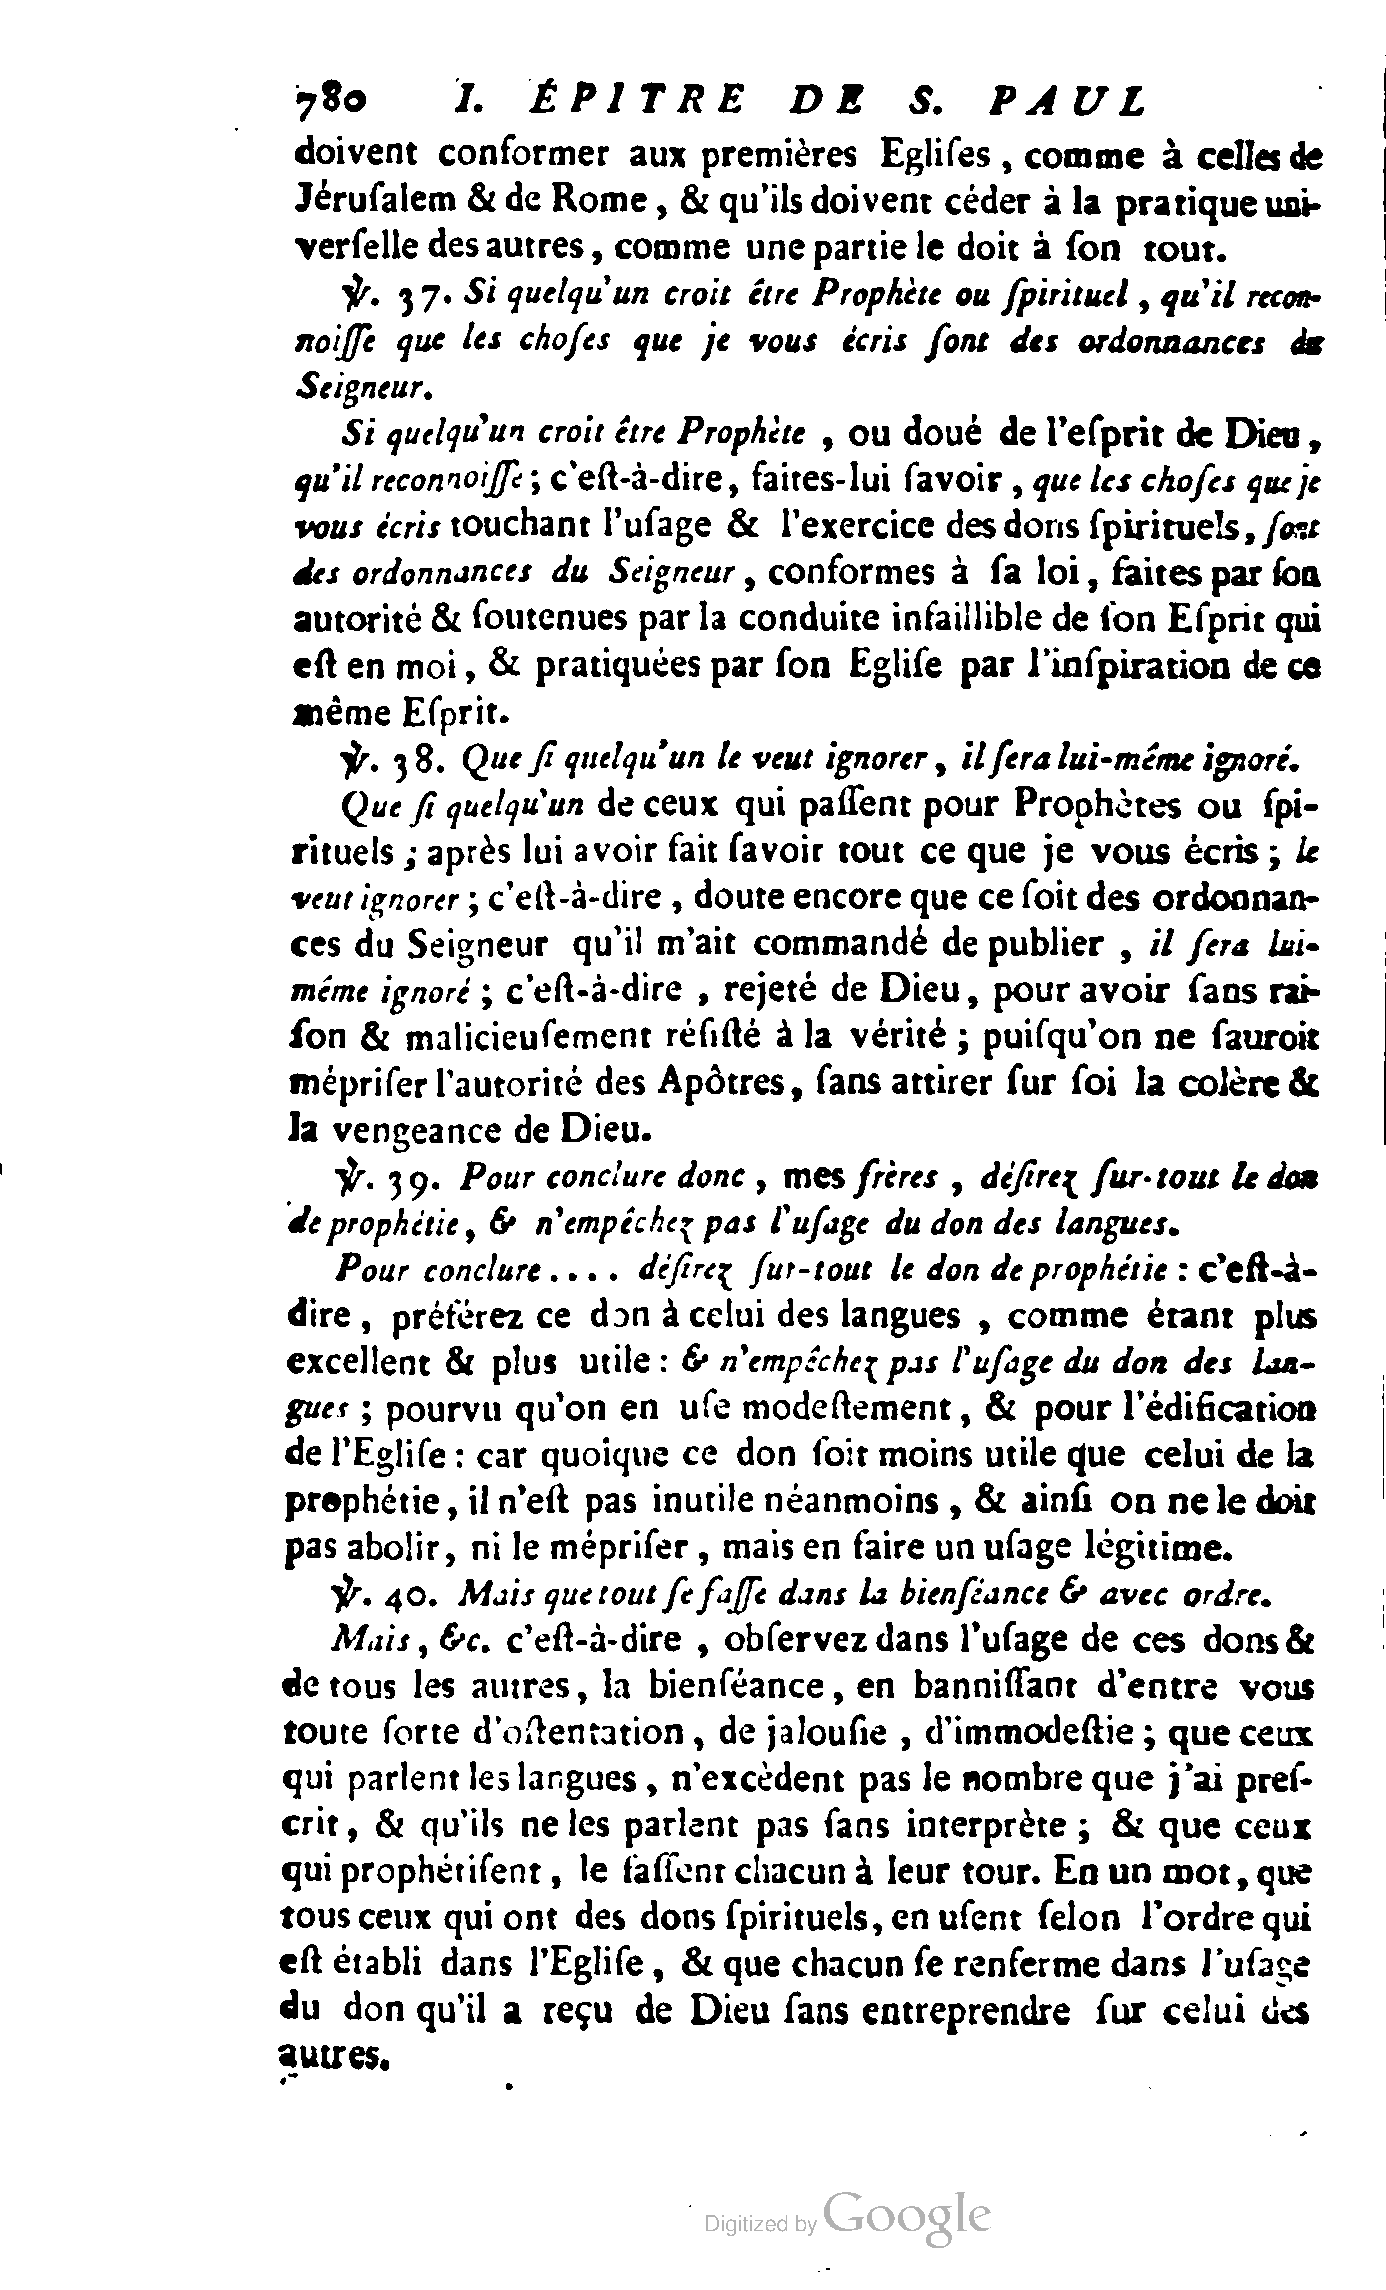 780 I. ÉPITRE DE S. PAUL
doivent conformer aux premières Egliſes, comme à celles de
Jéruſalem & de Rome, & qu'ils doivent céder à la pratique uni-
verſelle des autres, comme une partie le doit à ſon tout.
℣. 37. Si quelqu'un croit être Prophète ou ſpirituel, qu'il recon-
noiſſe que les choſes que je vous écris ſont des ordonnances du
Seigneur.
Si quelqu'un croit être Prophète, ou doué de l'eſprit de Dieu,
qu'il reconnoiſſe; c'eſt-à-dire, faites-lui ſavoir, que les choſes que je
vous écris touchant l'uſage & l'exercice des dons ſpirituels, ſont
des ordonnances du Seigneur, conformes à ſa loi, faites par ſon
autorité & ſoutenues par la conduite infaillible de ſon Eſprit qui
eſt en moi, & pratiquées par ſon Egliſe par l'inſpiration de ce
même Eſprit.
℣. 38. Que ſi quelqu'un le veut ignorer, il ſera lui-même ignoré.
Que ſi quelqu'un de ceux qui paſſent pour Prophètes ou ſpi-
rituels; après lui avoir fait ſavoir tout ce que je vous écris; le
veut ignorer; c'eſt-à-dire, doute encore que ce ſoit des ordonnan-
ces du Seigneur qu'il m'ait commandé de publier, il ſera lui-
même ignoré; c'eſt-à-dire, rejeté de Dieu, pour avoir ſans rai-
ſon & malicieuſement réſiſté à la vérité; puiſqu'on ne ſauroit
mépriſer l'autorité des Apôtres, ſans attirer ſur ſoi la colère &
la vengeance de Dieu.
℣. 39. Pour conclure donc, mes frères, déſirez ſur-tout le don
de prophétie, & n'empêchez pas l'uſage du don des langues.
Pour conclure.... déſirez ſur-tout le don de prophétie: c'eſt-à-
dire, préférez ce don à celui des langues, comme étant plus
excellent & plus utile: & n'empêchez pas l'uſage du don des lan-
gues; pourvu qu'on en uſe modeſtement, & pour l'édification
de l'Egliſe: car quoique ce don ſoit moins utile que celui de la
prophétie, il n'eſt pas inutile néanmoins, & ainſi on ne le doit
pas abolir, ni le mépriſer, mais en faire un uſage légitime.
℣. 40. Mais que tout ſe faſſe dans la bienſéance & avec ordre.
Mais, &c. c'eſt-à-dire, obſervez dans l'uſage de ces dons &
de tous les autres, la bienſéance, en banniſſant d'entre vous
toute ſorte d'oſtentation, de jalouſie, d'immodeſtie; que ceux
qui parlent les langues, n'excèdent pas le nombre que j'ai preſ-
crit, & qu'ils ne les parlent pas ſans interprète; & que ceux
qui prophétiſent, le faſſent chacun à leur tour. En un mot, que
tous ceux qui ont des dons ſpirituels, en uſent ſelon l'ordre qui
eſt établi dans l'Egliſe, & que chacun ſe renferme dans l'uſage
du don qu'il a reçu de Dieu ſans entreprendre ſur celui des
autres.
Digitized by Google